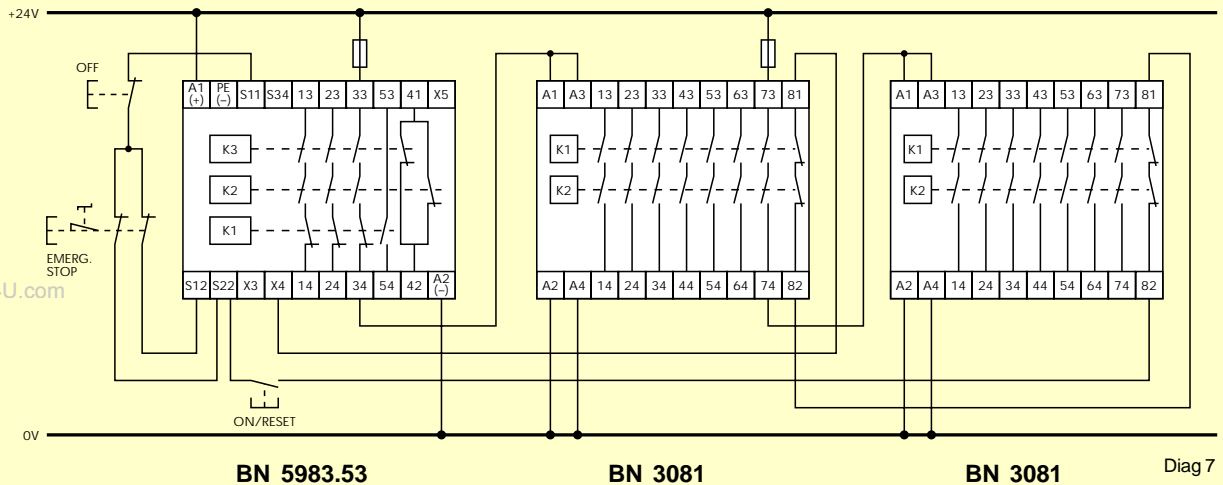 +24V
OFF
A1 (+) PE (–) S11 S34 13 23 33 53 41 X5
A1 A3 13 23 33 43 53 63 73 81
A1 A3 13 23 33 43 53 63 73 81
K3
K1
K1
K2
K2
K2
K1
EMERG.
STOP
4U.com
S12 S22 X3 X4 14 24 34 54 42 A2 (–)
A2 A4 14 24 34 44 54 64 74 82
A2 A4 14 24 34 44 54 64 74 82
ON/RESET
0V
BN 5983.53
BN 3081
BN 3081
Diag 7